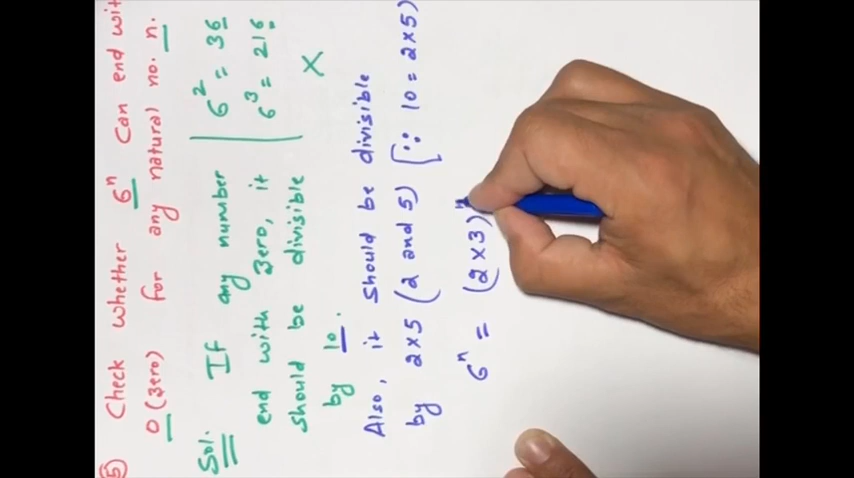 ⑤ Check whether 6ⁿ can end with
0 (zero) for any natural no. n.
Sol: If any number
end with zero, it
should be divisible
by 10.
6² = 36
6³ = 216
X
Also, it should be divisible
by 2×5 (2 and 5) [∵ 10 = 2×5)
6ⁿ = (2×3)ⁿ